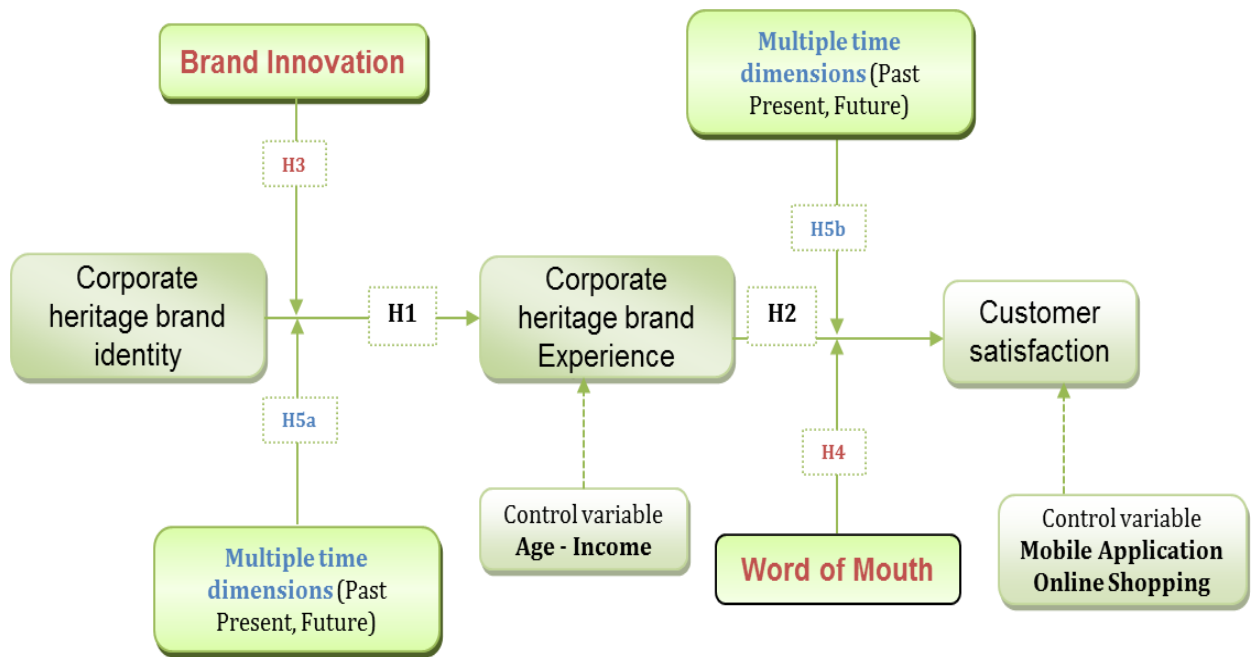 Brand Innovation
Multiple time
dimensions (Past
Present, Future)
H3
H5b
Corporate
heritage brand
identity
H1
Corporate
heritage brand
Experience
H2
Customer
satisfaction
H5a
H4
Multiple time
dimensions (Past
Present, Future)
Control variable
Age - Income
Word of Mouth
Control variable
Mobile Application
Online Shopping